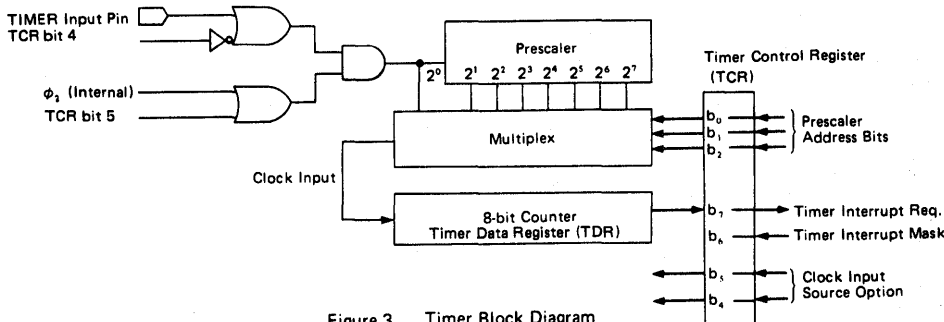 TIMER Input Pin
TCR bit 4
φ₂ (Internal)
TCR bit 5
Prescaler
2⁰ 2¹ 2² 2³ 2⁴ 2⁵ 2⁶ 2⁷
Multiplex
Clock Input
8-bit Counter
Timer Data Register (TDR)
Timer Control Register
(TCR)
b₀
b₁
b₂
Prescaler
Address Bits
b₇
Timer Interrupt Req.
b₆
Timer Interrupt Mask
b₅
b₄
Clock Input
Source Option
Figure 3 Timer Block Diagram